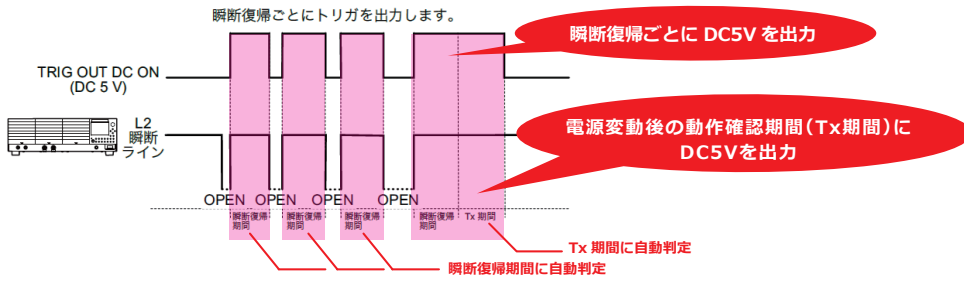 瞬断復帰ごとにトリガを出力します。
瞬断復帰ごとに DC5V を出力
TRIG OUT DC ON
(DC 5 V)
L2
瞬断
ライン
電源変動後の動作確認期間(Tx期間)に
DC5Vを出力
OPEN OPEN OPEN OPEN
瞬断復帰
期間
瞬断復帰
期間
瞬断復帰
期間
瞬断復帰
期間
Tx 期間
Tx 期間に自動判定
瞬断復帰期間に自動判定